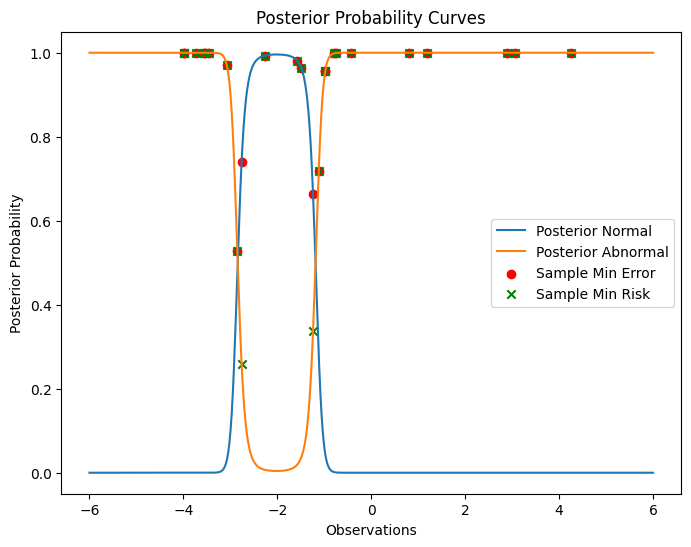 Posterior Probability Curves
Posterior Probability
1.0
0.8
0.6
0.4
0.2
0.0
Posterior Normal
Posterior Abnormal
Sample Min Error
Sample Min Risk
−6
−4
−2
0
2
4
6
Observations